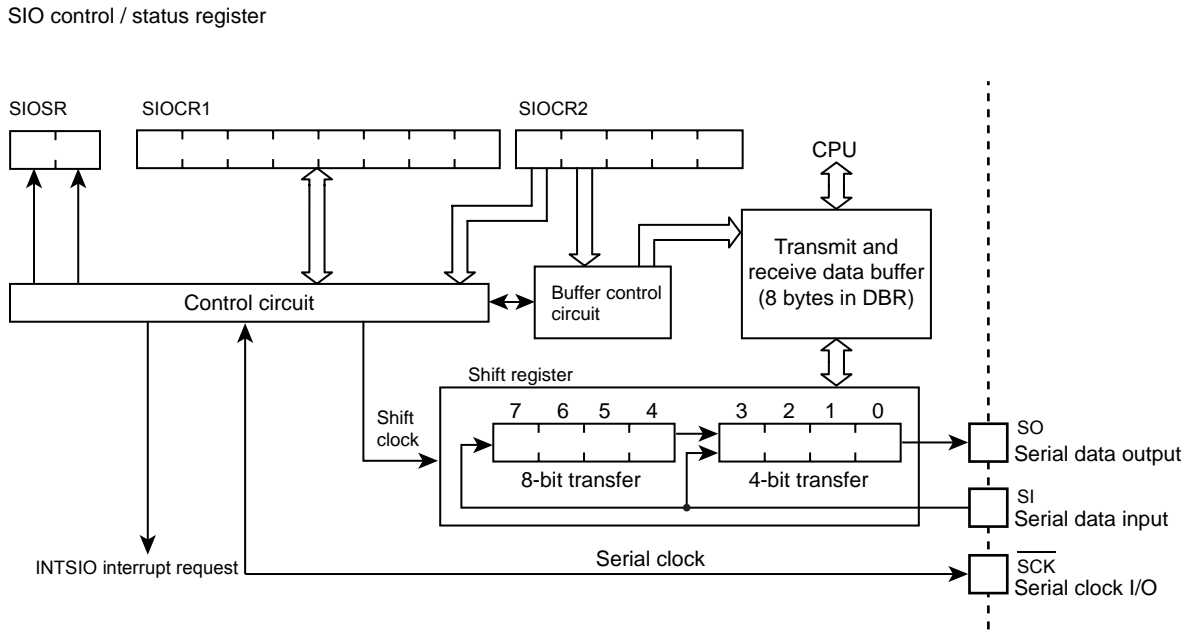 SIO control / status register
SIOSR
SIOCR1
SIOCR2
CPU
Transmit and
receive data buffer
(8 bytes in DBR)
Control circuit
Buffer control
circuit
Shift register
Shift
clock
7 6 5 4 3 2 1 0
8-bit transfer
4-bit transfer
SO
Serial data output
SI
Serial data input
INTSIO interrupt request
Serial clock
SCK
Serial clock I/O